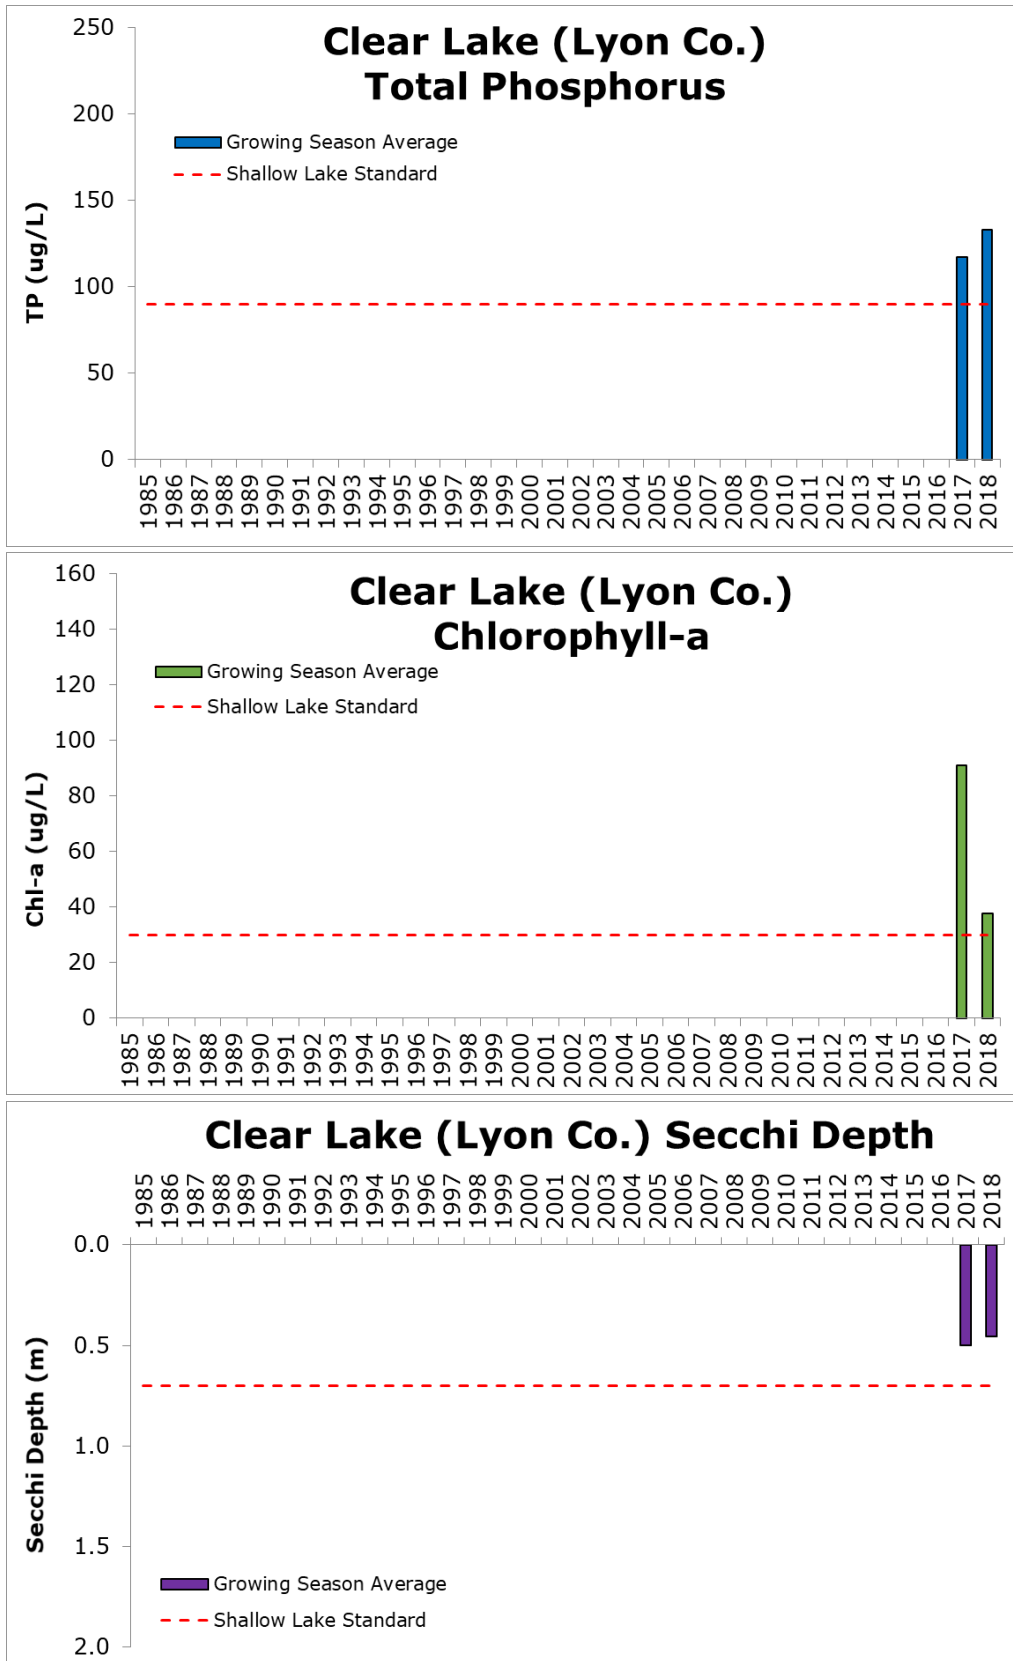 Clear Lake (Lyon Co.)
Total Phosphorus
Growing Season Average
Shallow Lake Standard
TP (ug/L)
250
200
150
100
50
0
1985 1986 1987 1988 1989 1990 1991 1992 1993 1994 1995 1996 1997 1998 1999 2000 2001 2002 2003 2004 2005 2006 2007 2008 2009 2010 2011 2012 2013 2014 2015 2016 2017 2018
Clear Lake (Lyon Co.)
Chlorophyll-a
Growing Season Average
Shallow Lake Standard
Chl-a (ug/L)
160
140
120
100
80
60
40
20
0
1985 1986 1987 1988 1989 1990 1991 1992 1993 1994 1995 1996 1997 1998 1999 2000 2001 2002 2003 2004 2005 2006 2007 2008 2009 2010 2011 2012 2013 2014 2015 2016 2017 2018
Clear Lake (Lyon Co.) Secchi Depth
1985 1986 1987 1988 1989 1990 1991 1992 1993 1994 1995 1996 1997 1998 1999 2000 2001 2002 2003 2004 2005 2006 2007 2008 2009 2010 2011 2012 2013 2014 2015 2016 2017 2018
Secchi Depth (m)
0.0
0.5
1.0
1.5
2.0
Growing Season Average
Shallow Lake Standard